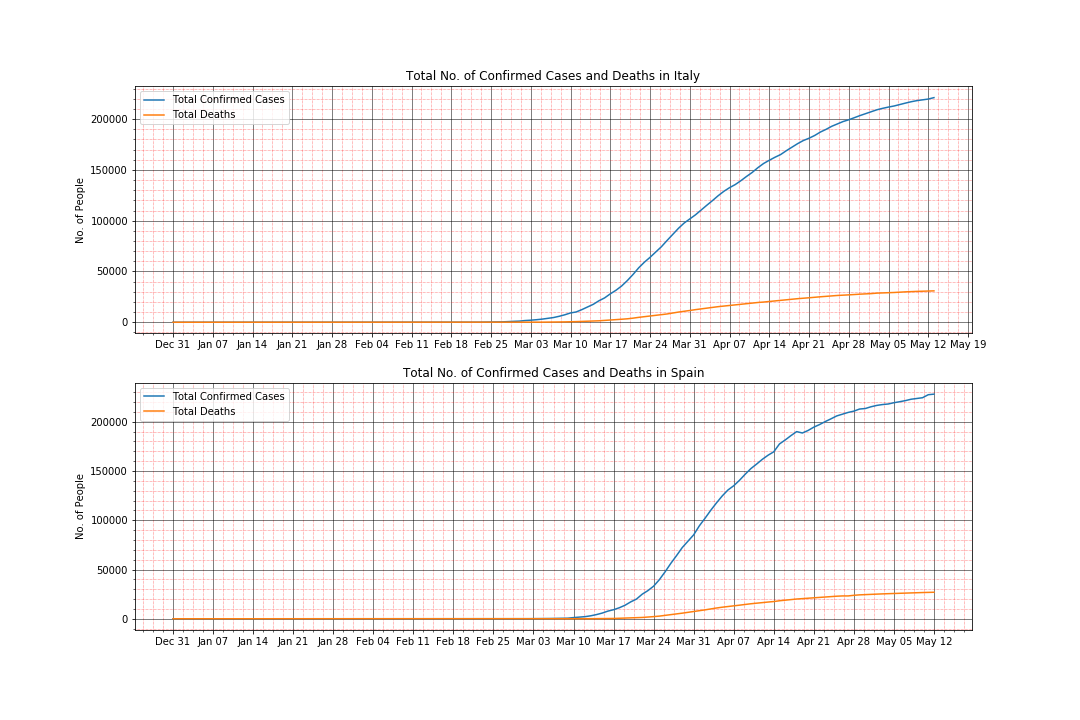 Total No. of Confirmed Cases and Deaths in Italy
Total Confirmed Cases
Total Deaths
No. of People
200000
150000
100000
50000
0
Dec 31 Jan 07 Jan 14 Jan 21 Jan 28 Feb 04 Feb 11 Feb 18 Feb 25 Mar 03 Mar 10 Mar 17 Mar 24 Mar 31 Apr 07 Apr 14 Apr 21 Apr 28 May 05 May 12 May 19
Total No. of Confirmed Cases and Deaths in Spain
Total Confirmed Cases
Total Deaths
No. of People
200000
150000
100000
50000
0
Dec 31 Jan 07 Jan 14 Jan 21 Jan 28 Feb 04 Feb 11 Feb 18 Feb 25 Mar 03 Mar 10 Mar 17 Mar 24 Mar 31 Apr 07 Apr 14 Apr 21 Apr 28 May 05 May 12